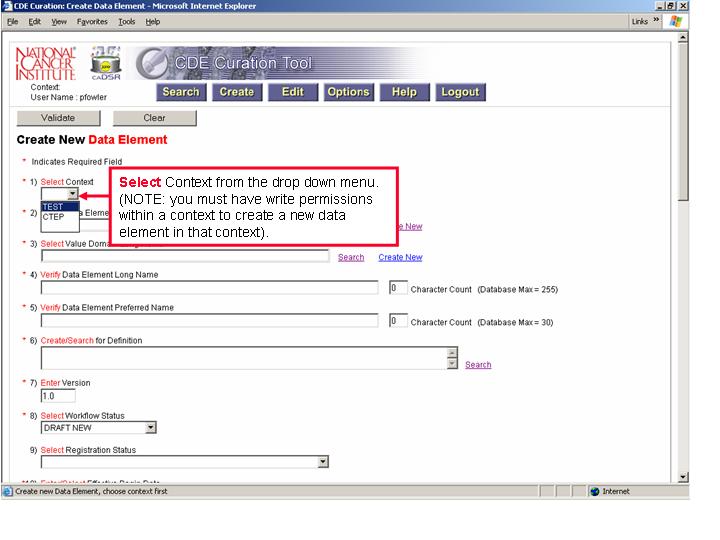 CDE Curation: Create Data Element - Microsoft Internet Explorer
File Edit View Favorites Tools Help Links »
NATIONAL CANCER INSTITUTE
caDSR
CDE Curation Tool
Context:
User Name : pfowler
Search Create Edit Options Help Logout
Validate Clear
Create New Data Element
* Indicates Required Field
* 1) Select Context
TEST
CTEP
Select Context from the drop down menu.
(NOTE: you must have write permissions
within a context to create a new data
element in that context).
* 2) Eleme
New
* 3) Select Value Dom
Search Create New
* 4) Verify Data Element Long Name
0 Character Count (Database Max = 255)
* 5) Verify Data Element Preferred Name
0 Character Count (Database Max = 30)
* 6) Create/Search for Definition
Search
* 7) Enter Version
1.0
* 8) Select Workflow Status
DRAFT NEW
9) Select Registration Status
Create new Data Element, choose context first Internet